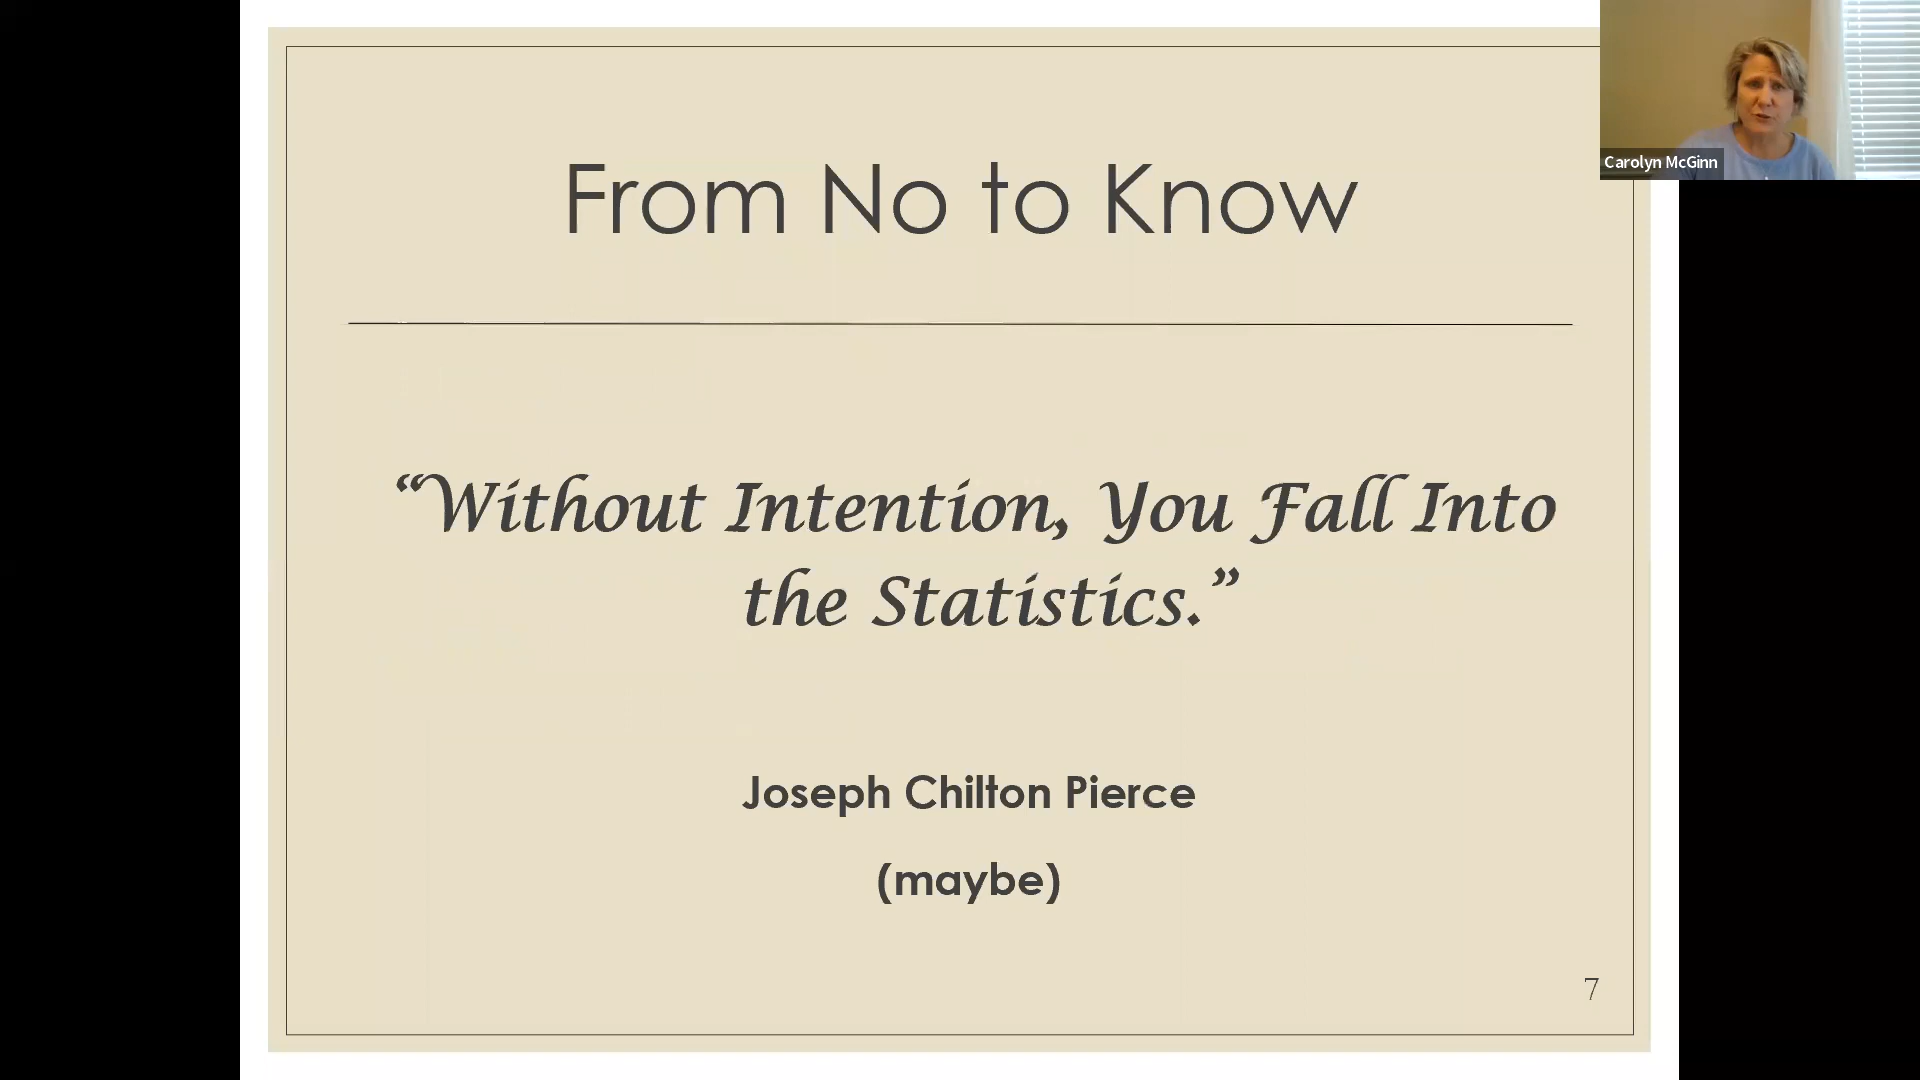 From No to Know
Carolyn McGinn
“Without Intention, You Fall Into
the Statistics.”
Joseph Chilton Pierce
(maybe)
7